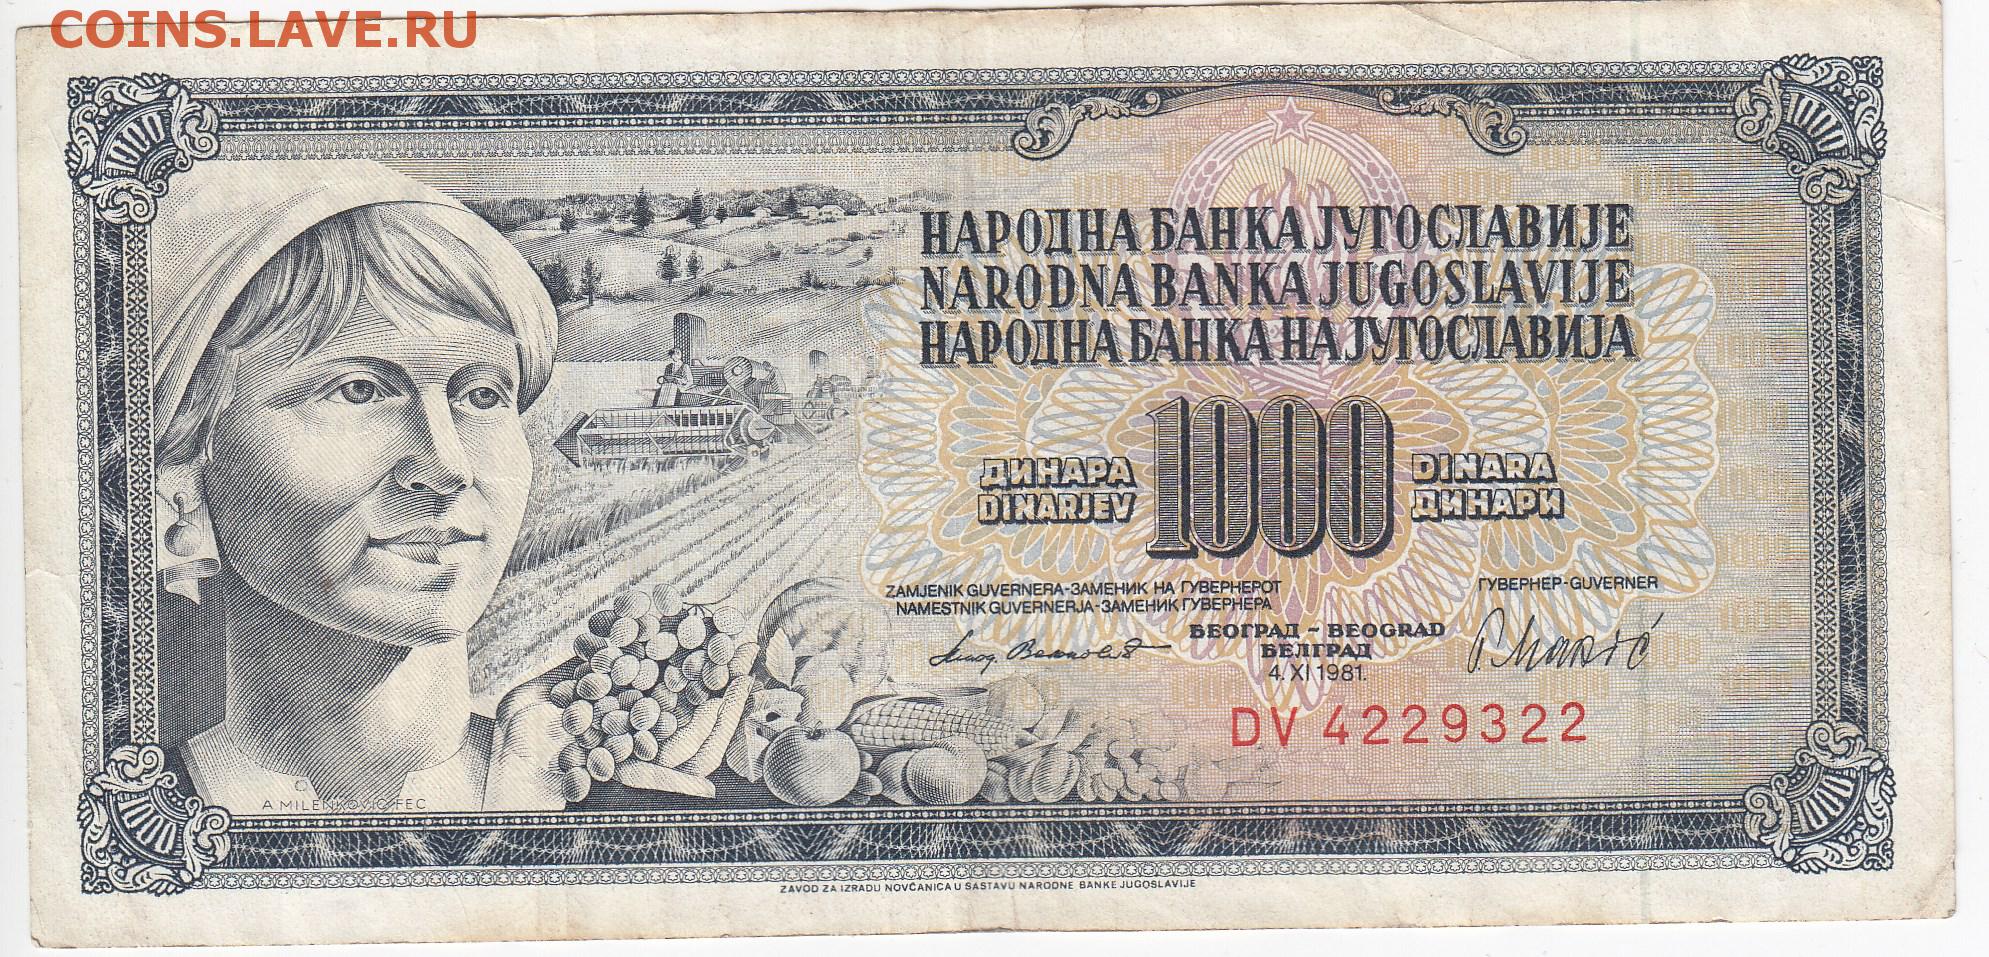 COINS.LAVE.RU
НАРОДНА БАНКА ЈУГОСЛАВИЈЕ
NARODNA BANKA JUGOSLAVIJE
НАРОДНА БАНКА НА ЈУГОСЛАВИЈА
ДИНАРА 1000 DINARA
DINARJEV ДИНАРИ
ZAMJENIK GUVERNERA-ЗАМЕНИК НА ГУВЕРНЕРОТ
NAMESTNIK GUVERNERJA-ЗАМЕНИК ГУВЕРНЕРА
ГУВЕРНЕР-GUVERNER
БЕОГРАД - BEOGRAD
БЕЛГРАД
4. XI 1981.
DV 4229322
A MILENKOVIĆ FEC
ZAVOD ZA IZRADU NOVČANICA U SASTAVU NARODNE BANKE JUGOSLAVIJE